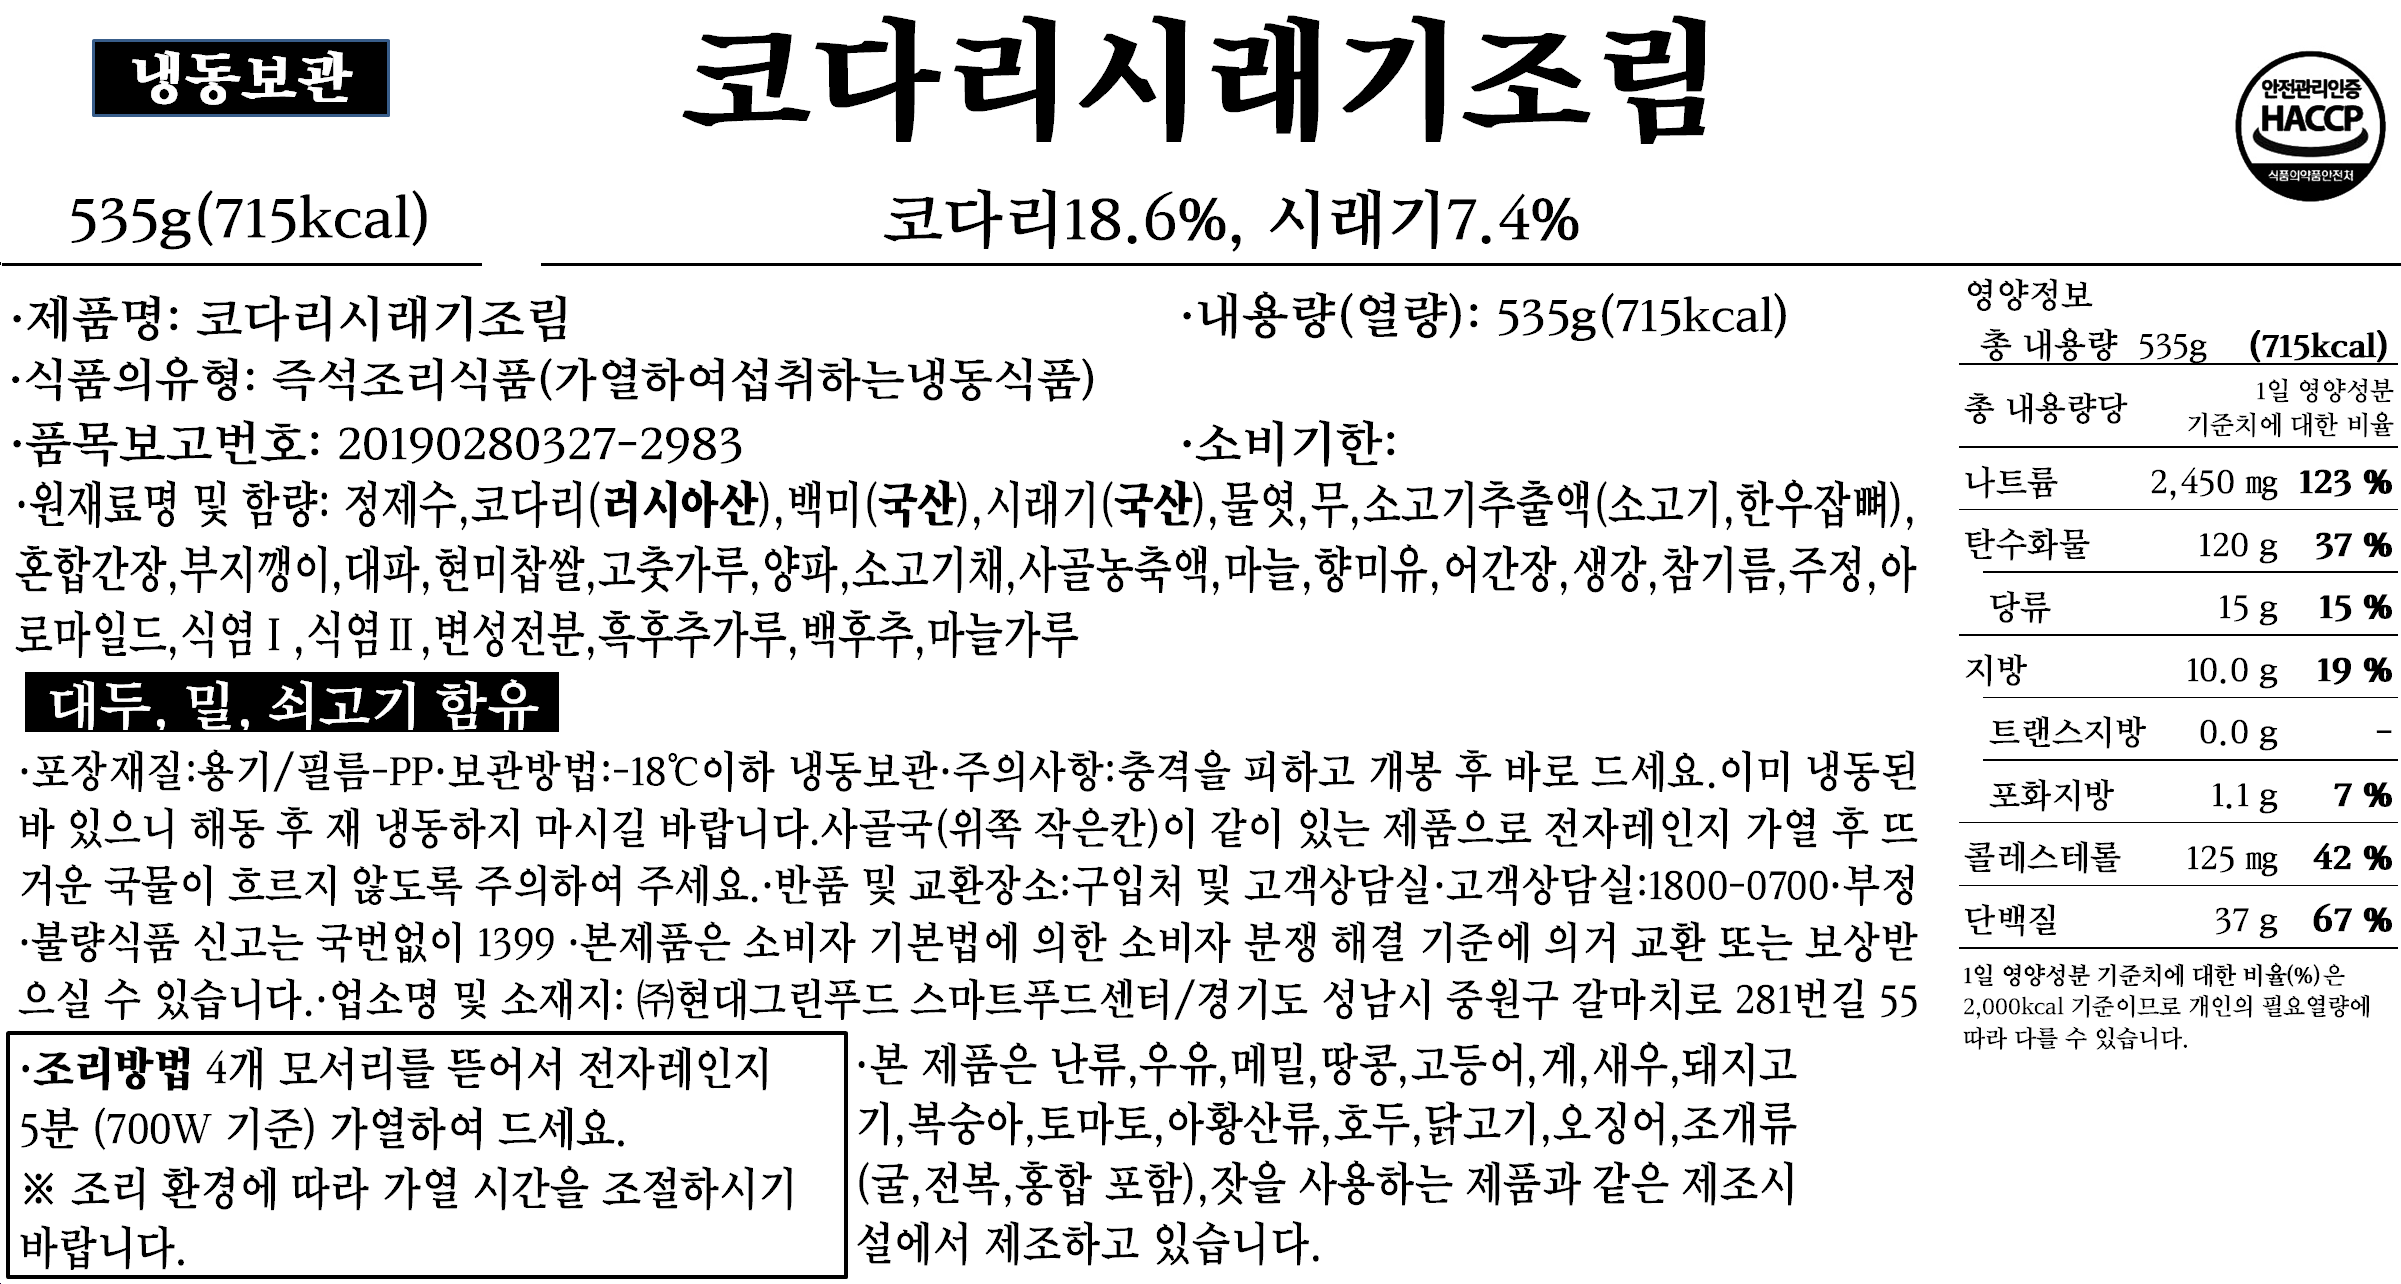 냉동보관
코다리시래기조림
안전관리인증
HACCP
식품의약품안전처
535g(715kcal)
코다리18.6%, 시래기7.4%
·제품명: 코다리시래기조림
·내용량(열량): 535g(715kcal)
·식품의유형: 즉석조리식품(가열하여섭취하는냉동식품)
·품목보고번호: 20190280327-2983
·소비기한:
·원재료명 및 함량: 정제수,코다리(러시아산),백미(국산),시래기(국산),물엿,무,소고기추출액(소고기,한우잡뼈),
혼합간장,부지깽이,대파,현미찹쌀,고춧가루,양파,소고기채,사골농축액,마늘,향미유,어간장,생강,참기름,주정,아
로마일드,식염Ⅰ,식염Ⅱ,변성전분,흑후추가루,백후추,마늘가루
대두, 밀, 쇠고기 함유
·포장재질:용기/필름-PP·보관방법:-18℃이하 냉동보관·주의사항:충격을 피하고 개봉 후 바로 드세요.이미 냉동된
바 있으니 해동 후 재 냉동하지 마시길 바랍니다.사골국(위쪽 작은칸)이 같이 있는 제품으로 전자레인지 가열 후 뜨
거운 국물이 흐르지 않도록 주의하여 주세요.·반품 및 교환장소:구입처 및 고객상담실·고객상담실:1800-0700·부정
·불량식품 신고는 국번없이 1399 ·본제품은 소비자 기본법에 의한 소비자 분쟁 해결 기준에 의거 교환 또는 보상받
으실 수 있습니다.·업소명 및 소재지: ㈜현대그린푸드 스마트푸드센터/경기도 성남시 중원구 갈마치로 281번길 55
·조리방법 4개 모서리를 뜯어서 전자레인지
5분 (700W 기준) 가열하여 드세요.
※ 조리 환경에 따라 가열 시간을 조절하시기
바랍니다.
·본 제품은 난류,우유,메밀,땅콩,고등어,게,새우,돼지고
기,복숭아,토마토,아황산류,호두,닭고기,오징어,조개류
(굴,전복,홍합 포함),잣을 사용하는 제품과 같은 제조시
설에서 제조하고 있습니다.
영양정보
총 내용량 535g (715kcal)
총 내용량당 1일 영양성분
기준치에 대한 비율
나트륨 2,450 ㎎ 123 %
탄수화물 120 g 37 %
당류 15 g 15 %
지방 10.0 g 19 %
트랜스지방 0.0 g -
포화지방 1.1 g 7 %
콜레스테롤 125 ㎎ 42 %
단백질 37 g 67 %
1일 영양성분 기준치에 대한 비율(%)은
2,000kcal 기준이므로 개인의 필요열량에
따라 다를 수 있습니다.